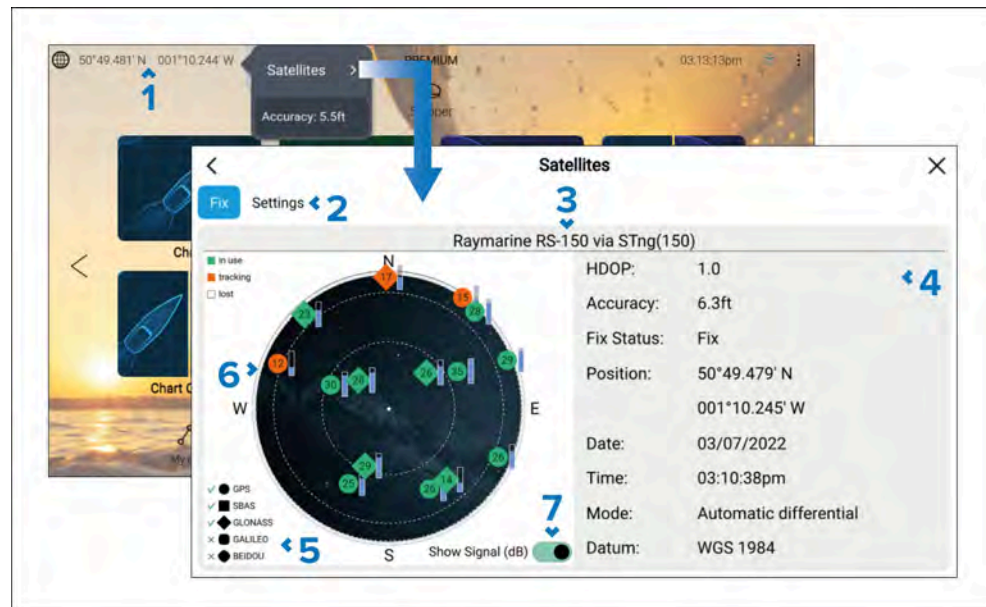 50°49.481' N 001°10.244' W
Satellites >
PREMIUM
03:13:13pm
1
Accuracy: 5.5ft
Satellites
Fix
Settings
2
3
Raymarine RS-150 via STng(150)
in use
tracking
lost
N
W
E
S
17
15
28
23
29
12
30
28
26
35
26
29
25
26
14
6
HDOP: 1.0
4
Accuracy: 6.3ft
Fix Status: Fix
Position: 50°49.479' N
001°10.245' W
Date: 03/07/2022
Time: 03:10:38pm
Mode: Automatic differential
Datum: WGS 1984
GPS
SBAS
GLONASS
GALILEO
BEIDOU
5
7
Show Signal (dB)
Chart